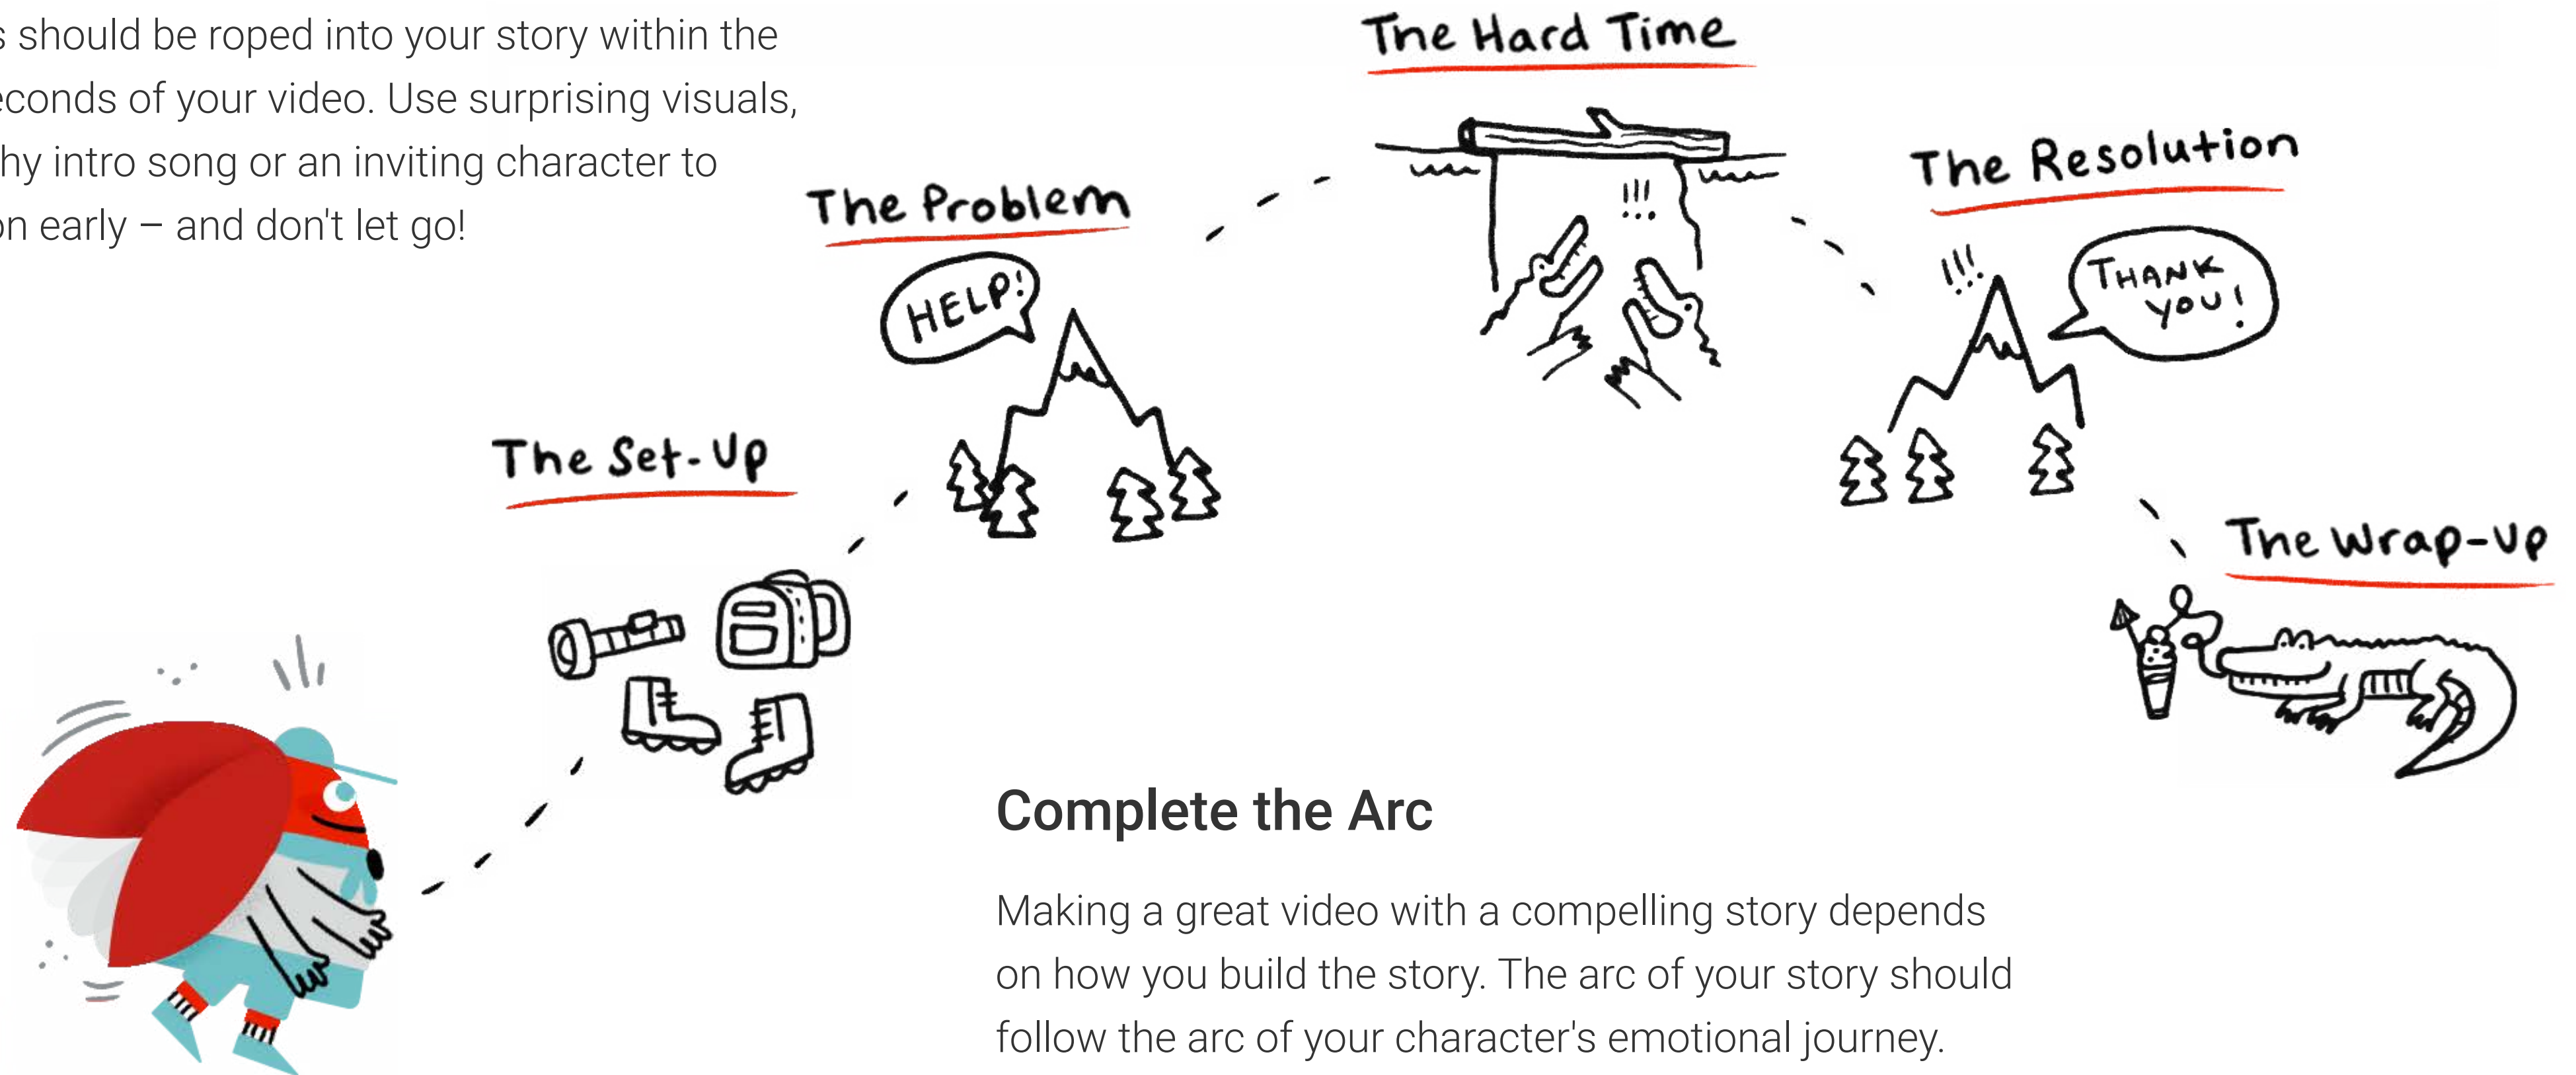 s should be roped into your story within the
econds of your video. Use surprising visuals,
hy intro song or an inviting character to
on early – and don't let go!
The Hard Time
!!!
The Resolution
!!!
THANK
YOU!
The Problem
HELP!
The Set-Up
The Wrap-Up
Complete the Arc
Making a great video with a compelling story depends
on how you build the story. The arc of your story should
follow the arc of your character's emotional journey.